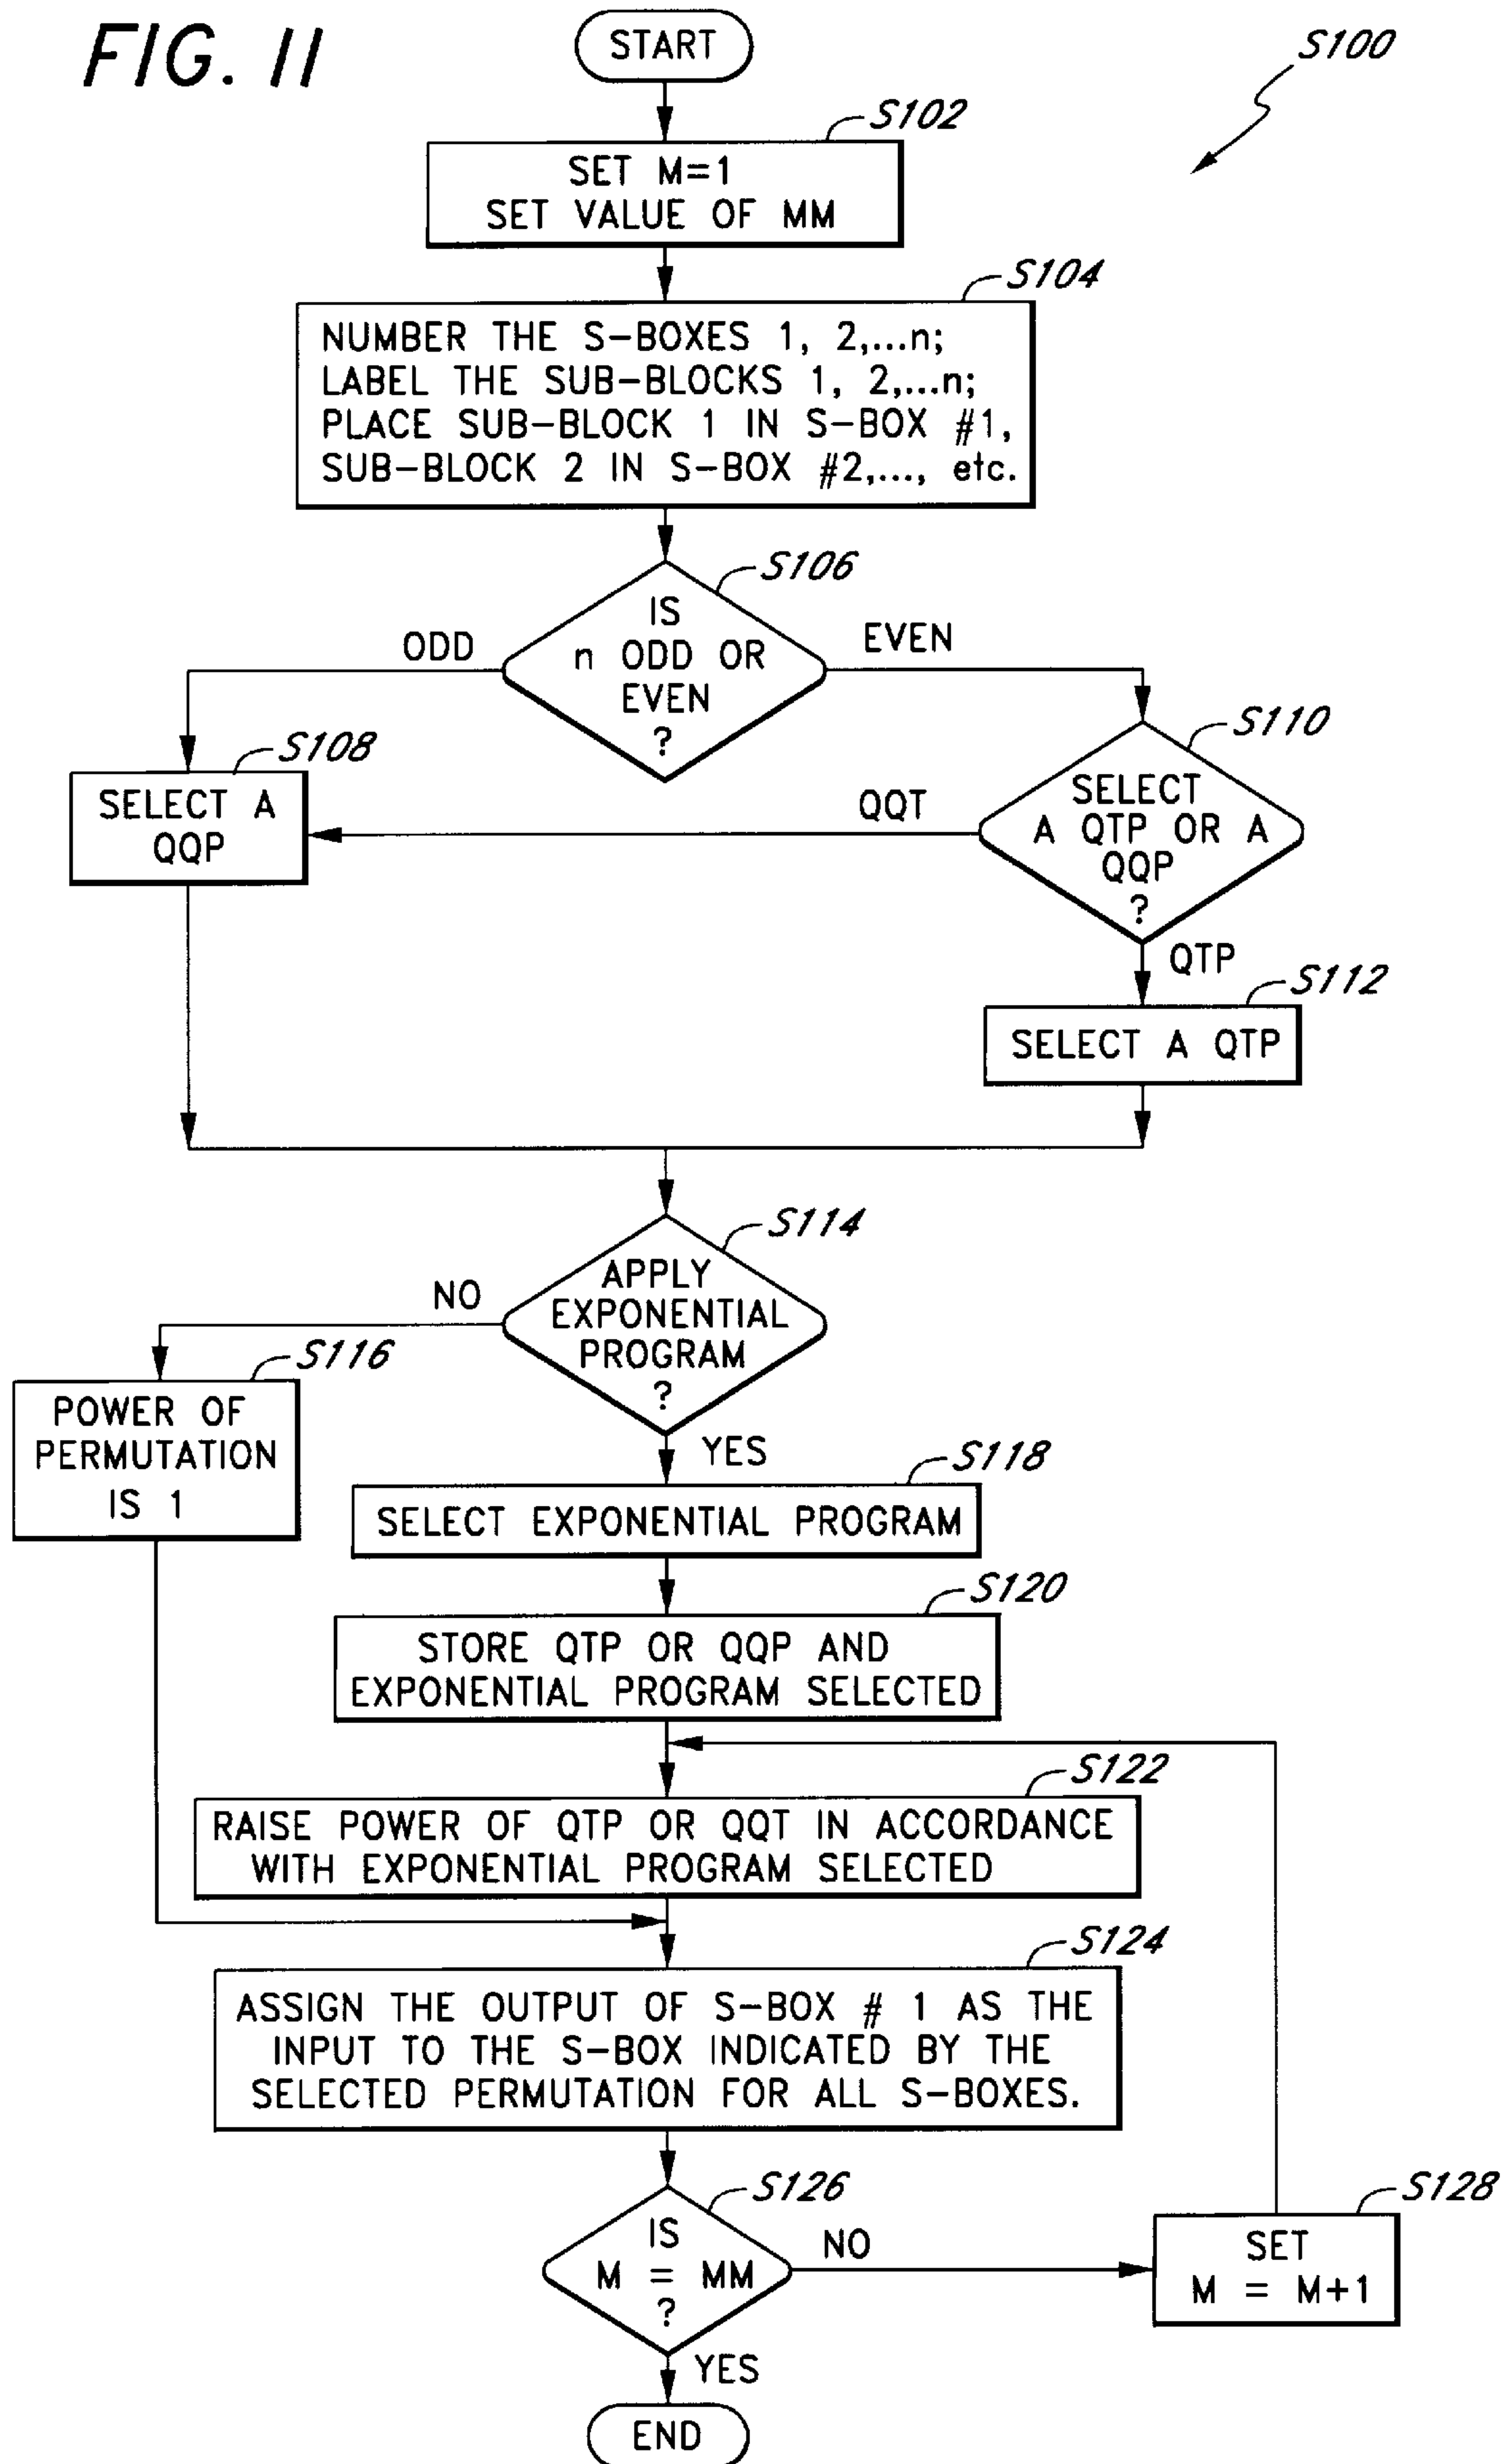 FIG. 11
START
S100
S102
SET M=1
SET VALUE OF MM
S104
NUMBER THE S-BOXES 1, 2,...n;
LABEL THE SUB-BLOCKS 1, 2,...n;
PLACE SUB-BLOCK 1 IN S-BOX #1,
SUB-BLOCK 2 IN S-BOX #2,..., etc.
S106
IS
n ODD OR
EVEN
?
ODD
EVEN
S108
SELECT A
QQP
S110
SELECT
A QTP OR A
QQP
?
QQT
QTP
S112
SELECT A QTP
S114
APPLY
EXPONENTIAL
PROGRAM
?
NO
S116
POWER OF
PERMUTATION
IS 1
YES
S118
SELECT EXPONENTIAL PROGRAM
S120
STORE QTP OR QQP AND
EXPONENTIAL PROGRAM SELECTED
S122
RAISE POWER OF QTP OR QQT IN ACCORDANCE
WITH EXPONENTIAL PROGRAM SELECTED
S124
ASSIGN THE OUTPUT OF S-BOX # 1 AS THE
INPUT TO THE S-BOX INDICATED BY THE
SELECTED PERMUTATION FOR ALL S-BOXES.
S126
IS
M = MM
?
NO
S128
SET
M = M+1
YES
END